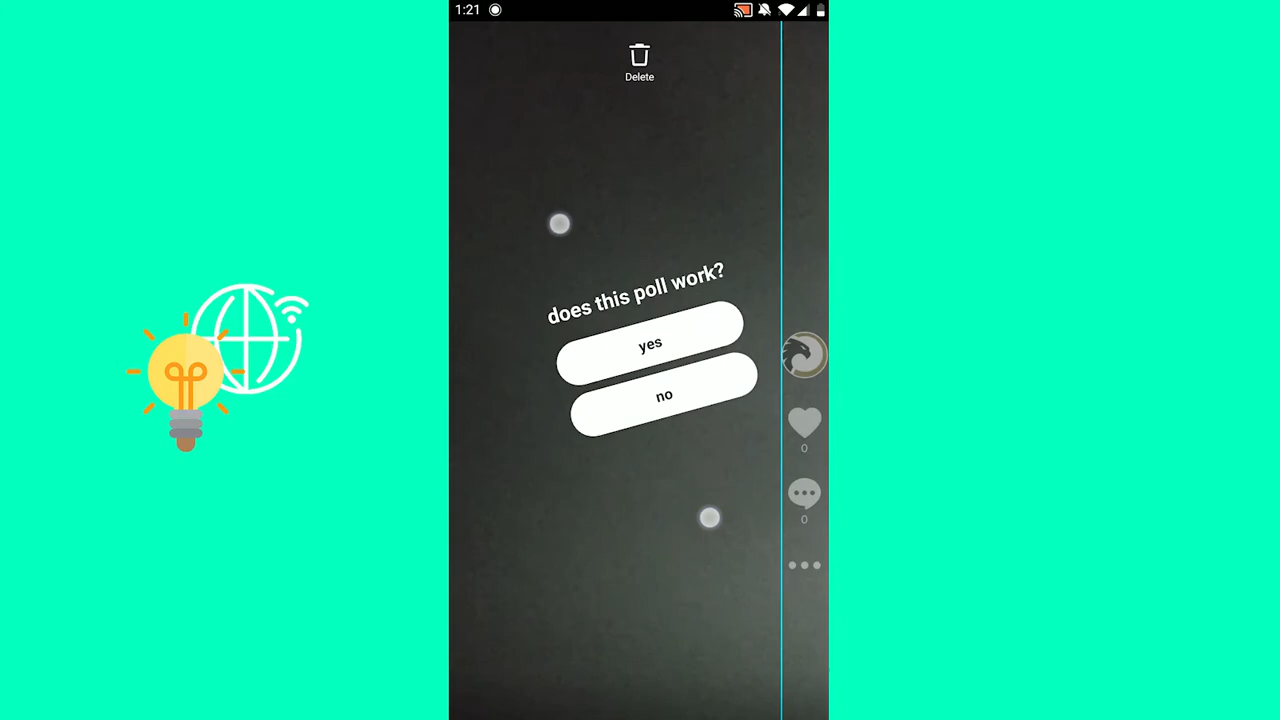 1:21
Delete
does this poll work?
yes
no
0
0